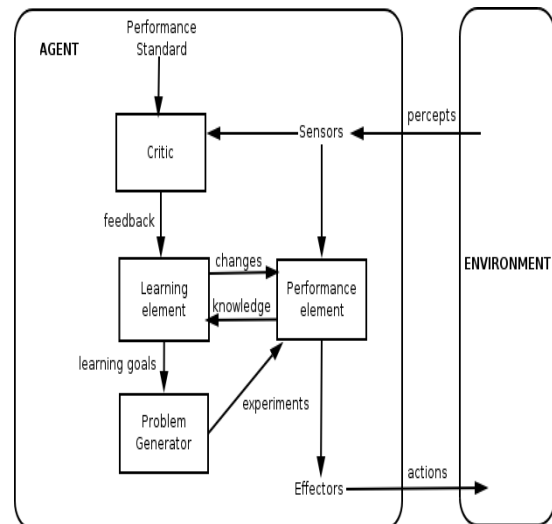 Performance
Standard
AGENT
percepts
Sensors
Critic
feedback
changes
ENVIRONMENT
Learning
element
Performance
element
knowledge
learning goals
experiments
Problem
Generator
Effectors
actions